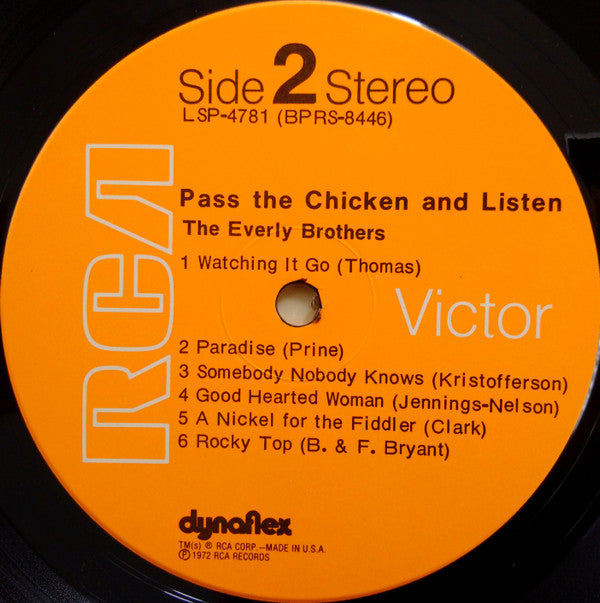 Side 2 Stereo
LSP-4781 (BPRS-8446)
RCA
Pass the Chicken and Listen
The Everly Brothers
1 Watching It Go (Thomas)
Victor
2 Paradise (Prine)
3 Somebody Nobody Knows (Kristofferson)
4 Good Hearted Woman (Jennings-Nelson)
5 A Nickel for the Fiddler (Clark)
6 Rocky Top (B. & F. Bryant)
dynaflex
TM(s) ® RCA CORP.—MADE IN U.S.A.
Ⓟ 1972 RCA RECORDS